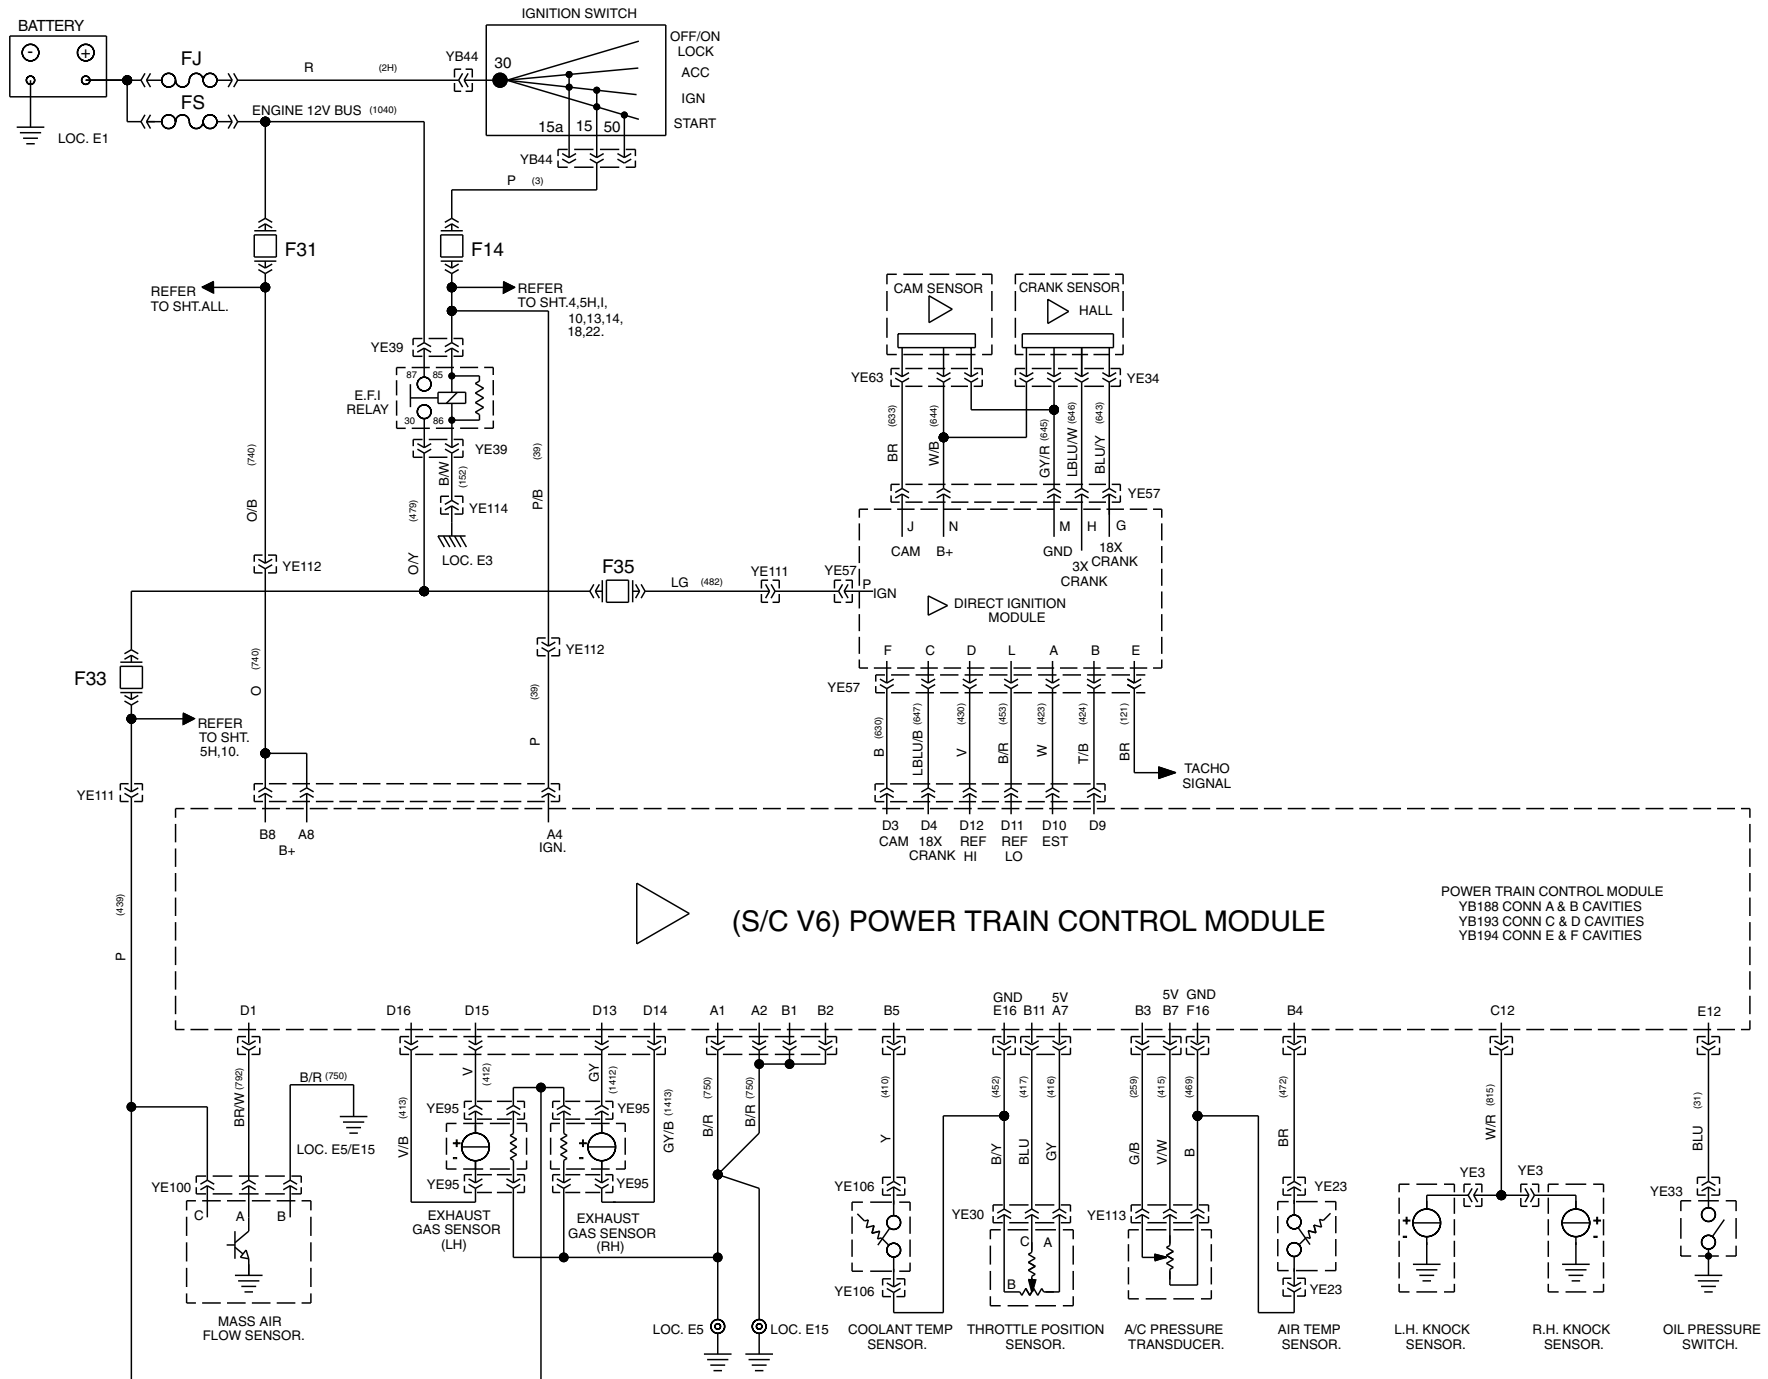 IGNITION SWITCH
BATTERY
- +
FJ
R (2H)
YB44
30
OFF/ON
LOCK
ACC
IGN
START
FS
ENGINE 12V BUS (1040)
15a 15 50
LOC. E1
YB44
P (3)
F31
F14
REFER
TO SHT.ALL.
REFER
TO SHT.4,5H,I,
10,13,14,
18,22.
CAM SENSOR
CRANK SENSOR
HALL
YE39
87 85
E.F.I
RELAY
30 86
YE39
YE63
YE34
BR (633)
W/B (644)
GY/R (645)
LBLU/W (646)
BLU/Y (643)
O/B (740)
O/Y (479)
B/W (152)
P/B (39)
YE114
LOC. E3
YE57
J N M H G
CAM B+ GND
18X
CRANK
3X
CRANK
YE112
F35
LG (482)
YE111
YE57
P
IGN
DIRECT IGNITION
MODULE
YE112
F C D L A B E
F33
YE57
O (740)
P (39)
REFER
TO SHT.
5H,10.
B (630)
LBLU/B (647)
V (430)
B/R (453)
W (423)
T/B (424)
BR (121)
TACHO
SIGNAL
YE111
B8 A8
B+
A4
IGN.
D3 D4 D12 D11 D10 D9
CAM 18X REF REF EST
CRANK HI LO
P (439)
(S/C V6) POWER TRAIN CONTROL MODULE
POWER TRAIN CONTROL MODULE
YB188 CONN A & B CAVITIES
YB193 CONN C & D CAVITIES
YB194 CONN E & F CAVITIES
GND 5V 5V GND
D1 D16 D15 D13 D14 A1 A2 B1 B2 B5 E16 B11 A7 B3 B7 F16 B4 C12 E12
BR/W (792)
B/R (750)
LOC. E5/E15
V/B (413)
V (412)
GY (1412)
GY/B (1413)
B/R (750)
B/R (750)
Y (410)
B/Y (452)
BLU (417)
GY (416)
G/B (259)
V/W (415)
B (469)
BR (472)
W/R (815)
BLU (31)
YE95 YE95
+ - + -
YE95 YE95
YE100
C A B
YE106
YE30
YE113
YE23
YE3 YE3
YE33
EXHAUST
GAS SENSOR
(LH)
EXHAUST
GAS SENSOR
(RH)
C A
B
+ - + -
YE106
YE23
MASS AIR
FLOW SENSOR.
LOC. E5
LOC. E15
COOLANT TEMP
SENSOR.
THROTTLE POSITION
SENSOR.
A/C PRESSURE
TRANSDUCER.
AIR TEMP
SENSOR.
L.H. KNOCK
SENSOR.
R.H. KNOCK
SENSOR.
OIL PRESSURE
SWITCH.